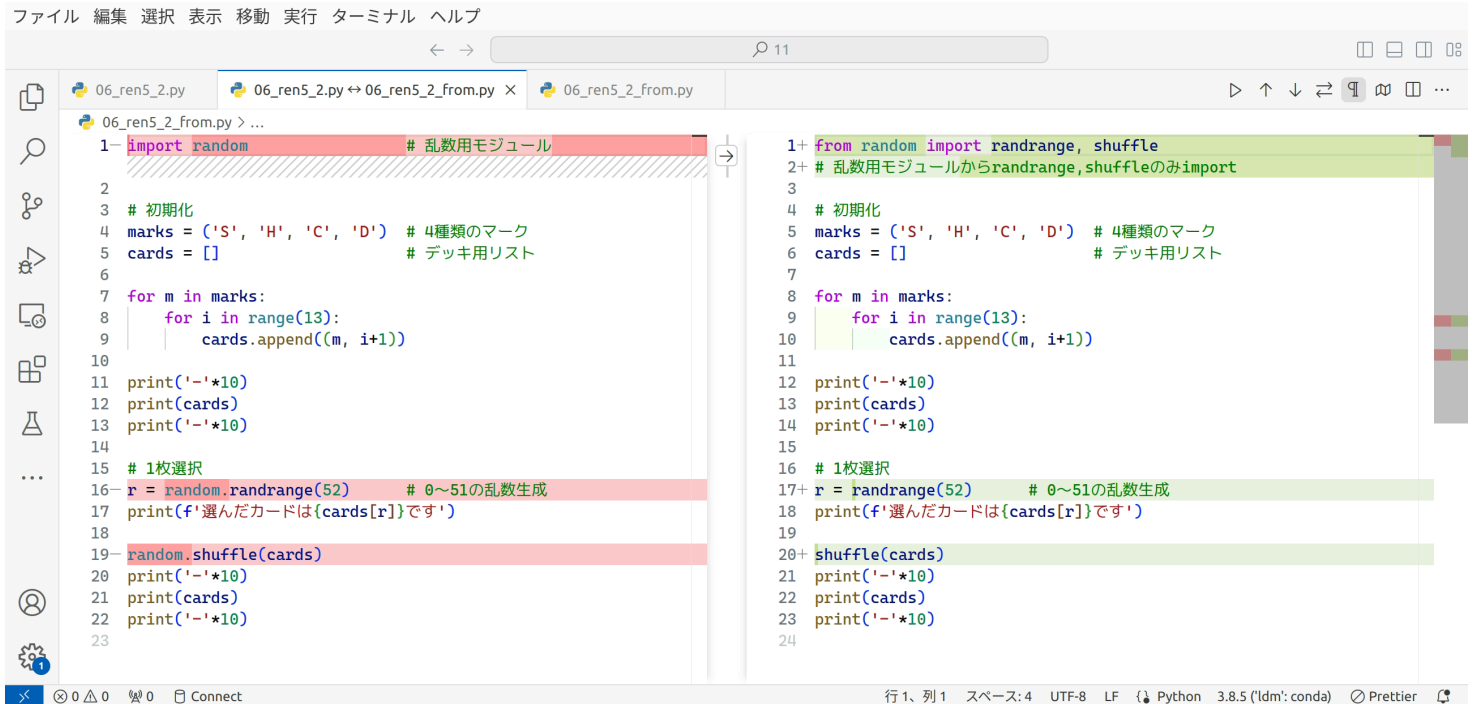 ファイル 編集 選択 表示 移動 実行 ターミナル ヘルプ
11
06_ren5_2.py
06_ren5_2.py ↔ 06_ren5_2_from.py ×
06_ren5_2_from.py
06_ren5_2_from.py > ...
1− import random # 乱数用モジュール
2
3 # 初期化
4 marks = ('S', 'H', 'C', 'D') # 4種類のマーク
5 cards = [] # デッキ用リスト
6
7 for m in marks:
8 for i in range(13):
9 cards.append((m, i+1))
10
11 print('-'*10)
12 print(cards)
13 print('-'*10)
14
15 # 1枚選択
16− r = random.randrange(52) # 0〜51の乱数生成
17 print(f'選んだカードは{cards[r]}です')
18
19− random.shuffle(cards)
20 print('-'*10)
21 print(cards)
22 print('-'*10)
23
1+ from random import randrange, shuffle
2+ # 乱数用モジュールからrandrange,shuffleのみimport
3
4 # 初期化
5 marks = ('S', 'H', 'C', 'D') # 4種類のマーク
6 cards = [] # デッキ用リスト
7
8 for m in marks:
9 for i in range(13):
10 cards.append((m, i+1))
11
12 print('-'*10)
13 print(cards)
14 print('-'*10)
15
16 # 1枚選択
17+ r = randrange(52) # 0〜51の乱数生成
18 print(f'選んだカードは{cards[r]}です')
19
20+ shuffle(cards)
21 print('-'*10)
22 print(cards)
23 print('-'*10)
24
1
0 0 0 Connect 行 1、列 1 スペース: 4 UTF-8 LF Python 3.8.5 ('ldm': conda) Prettier